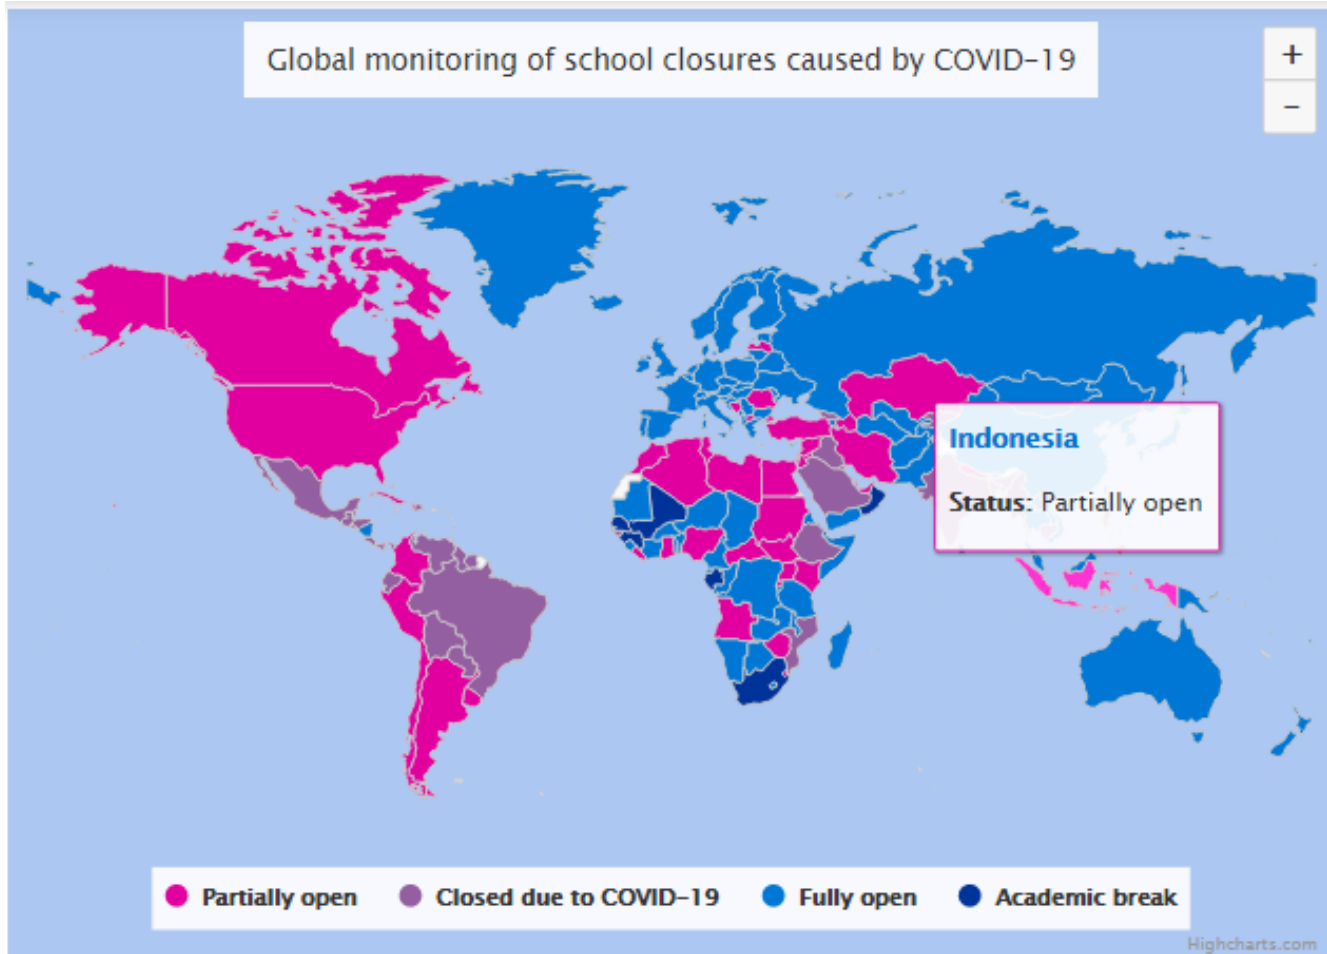 Global monitoring of school closures caused by COVID-19
+
−
Indonesia
Status: Partially open
Partially open
Closed due to COVID-19
Fully open
Academic break
Highcharts.com